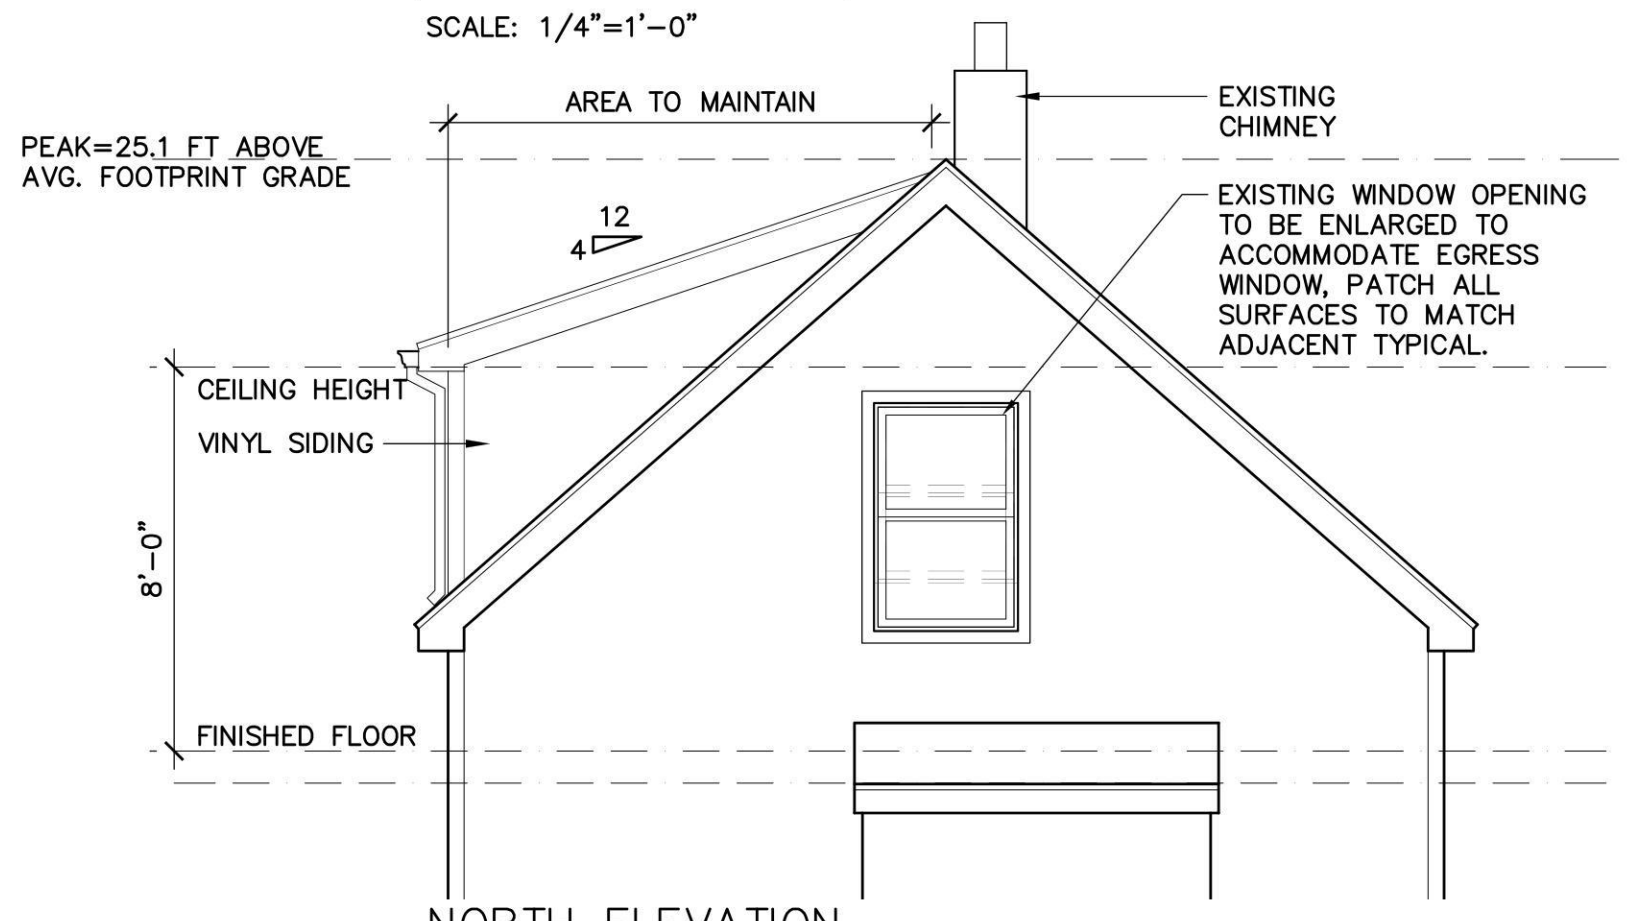 SCALE: 1/4"=1'-0"
AREA TO MAINTAIN
EXISTING
CHIMNEY
PEAK=25.1 FT ABOVE
AVG. FOOTPRINT GRADE
12
4
EXISTING WINDOW OPENING
TO BE ENLARGED TO
ACCOMMODATE EGRESS
WINDOW, PATCH ALL
SURFACES TO MATCH
ADJACENT TYPICAL.
CEILING HEIGHT
VINYL SIDING
8'-0"
FINISHED FLOOR
NORTH ELEVATION